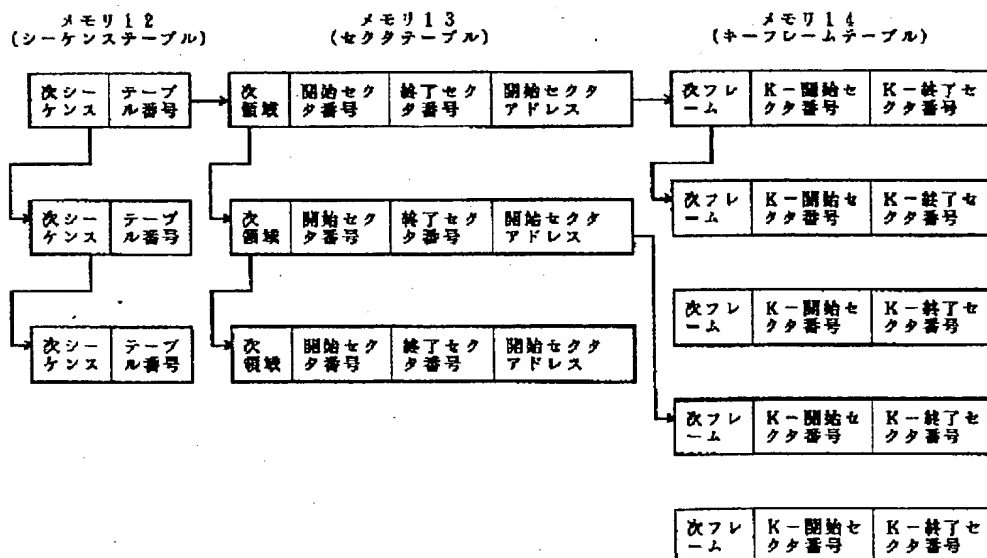 メモリ12
(シーケンステーブル)
メモリ13
(セクタテーブル)
メモリ14
(キーフレームテーブル)
次シー
ケンス
テーブ
ル番号
次
領域
開始セク
タ番号
終了セク
タ番号
開始セクタ
アドレス
次フレ
ーム
K-開始セ
クタ番号
K-終了セ
クタ番号
次フレ
ーム
K-開始セ
クタ番号
K-終了セ
クタ番号
次シー
ケンス
テーブ
ル番号
次
領域
開始セク
タ番号
終了セク
タ番号
開始セクタ
アドレス
次フレ
ーム
K-開始セ
クタ番号
K-終了セ
クタ番号
次シー
ケンス
テーブ
ル番号
次
領域
開始セク
タ番号
終了セク
タ番号
開始セクタ
アドレス
次フレ
ーム
K-開始セ
クタ番号
K-終了セ
クタ番号
次フレ
ーム
K-開始セ
クタ番号
K-終了セ
クタ番号